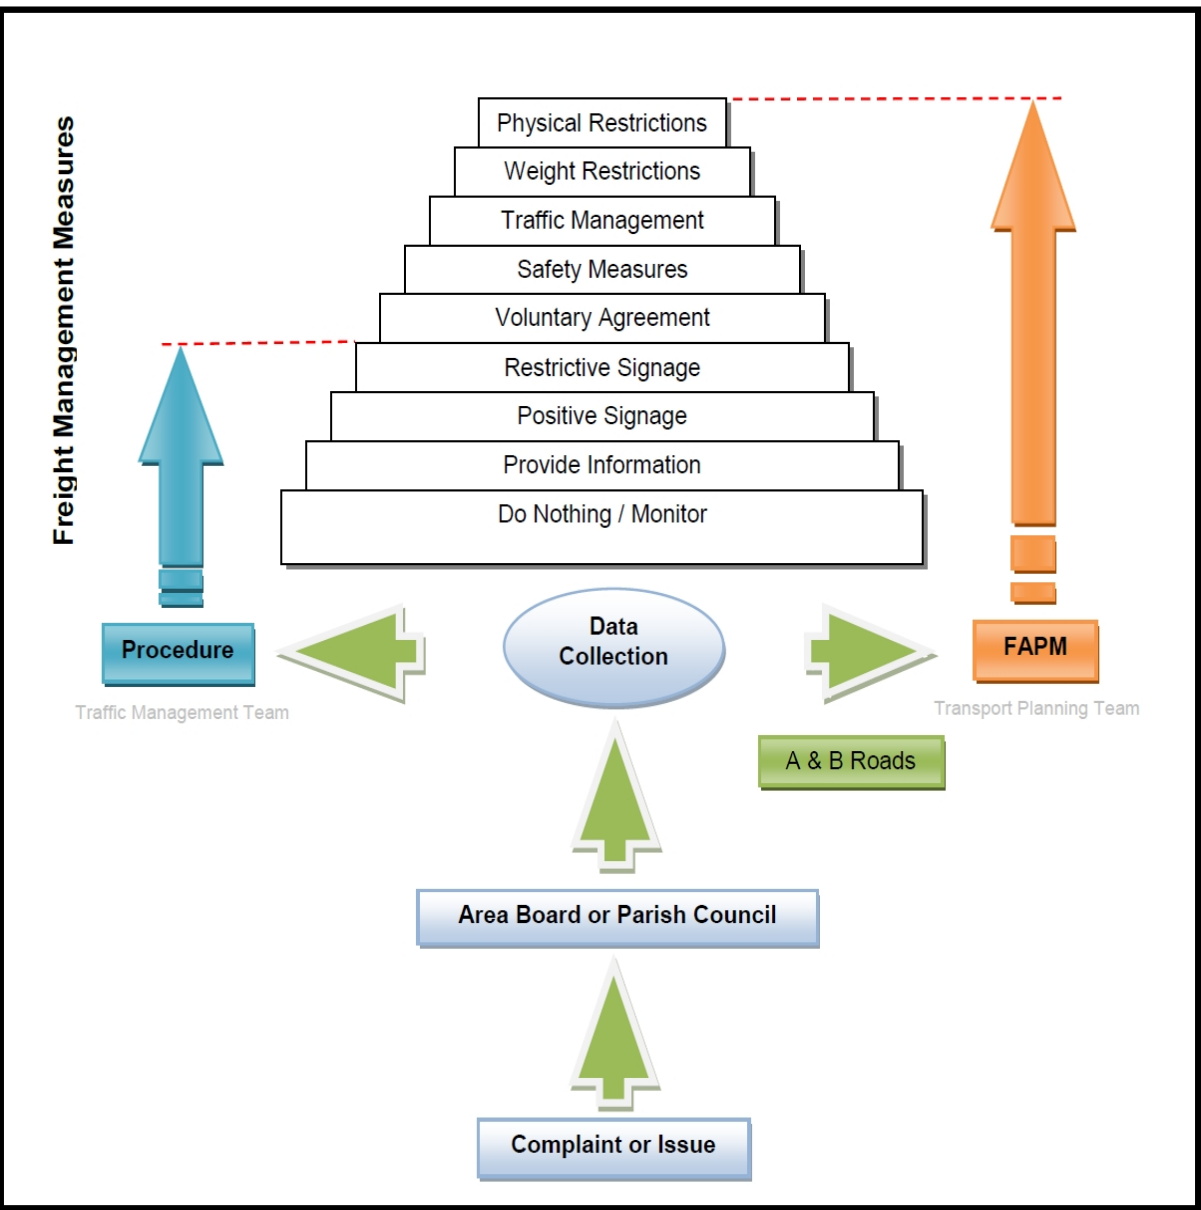 Freight Management Measures
Physical Restrictions
Weight Restrictions
Traffic Management
Safety Measures
Voluntary Agreement
Restrictive Signage
Positive Signage
Provide Information
Do Nothing / Monitor
Procedure
Traffic Management Team
Data
Collection
FAPM
Transport Planning Team
A & B Roads
Area Board or Parish Council
Complaint or Issue